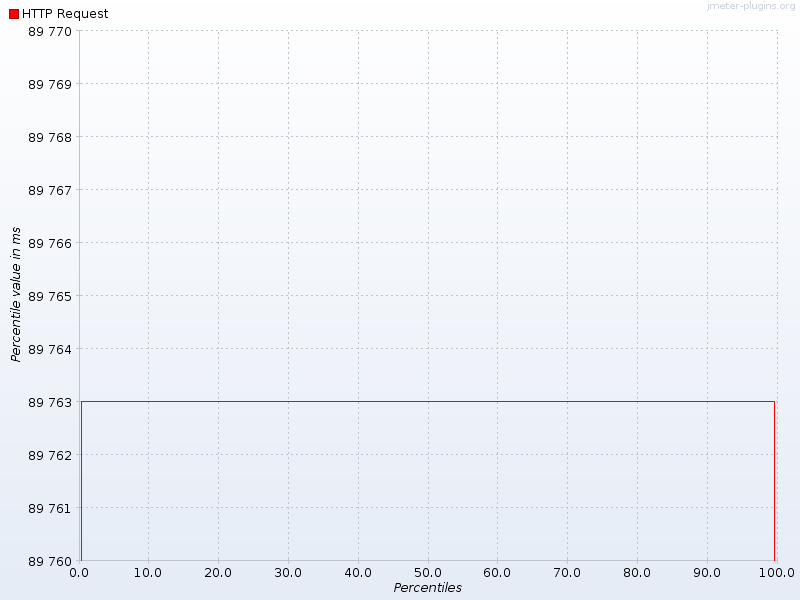 jmeter-plugins.org
HTTP Request
89 770
89 769
89 768
89 767
89 766
89 765
89 764
89 763
89 762
89 761
89 760
Percentile value in ms
0.0 10.0 20.0 30.0 40.0 50.0 60.0 70.0 80.0 90.0 100.0
Percentiles